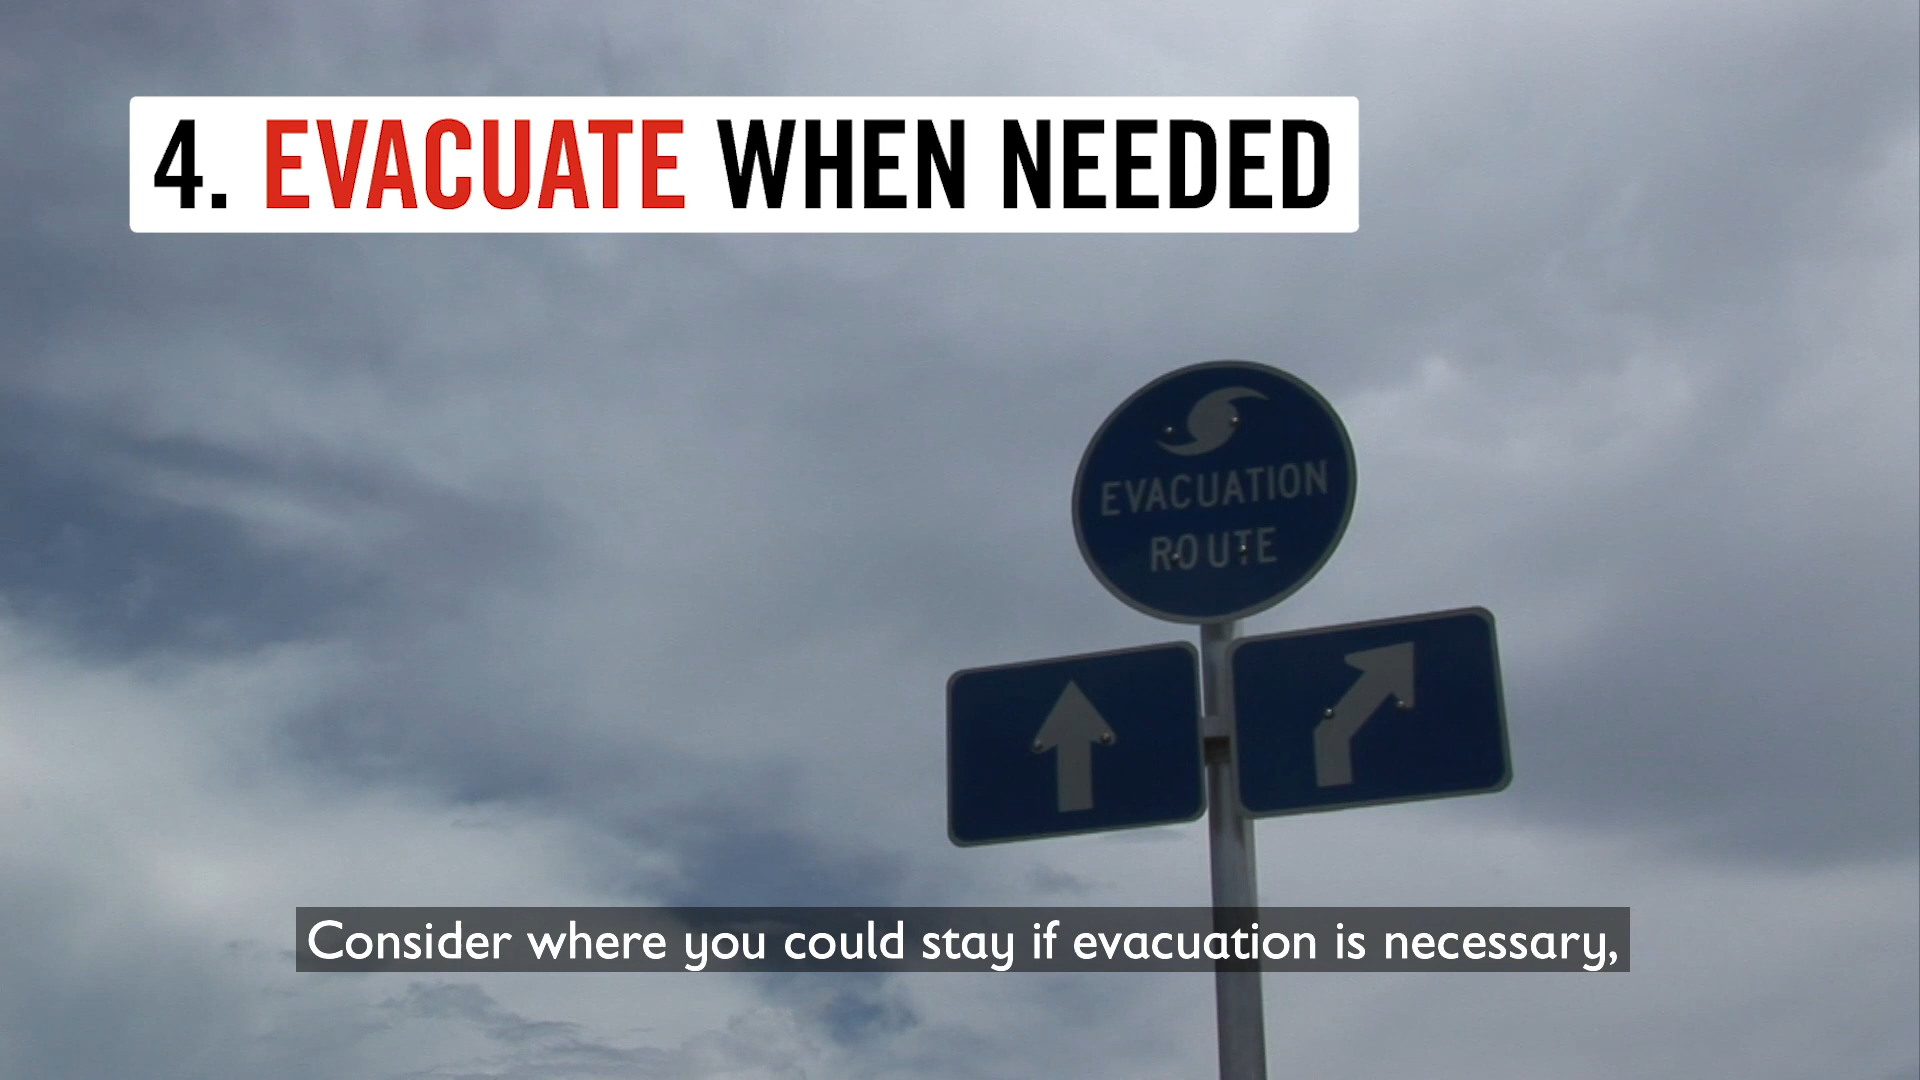 4. EVACUATE WHEN NEEDED
EVACUATION
ROUTE
Consider where you could stay if evacuation is necessary,